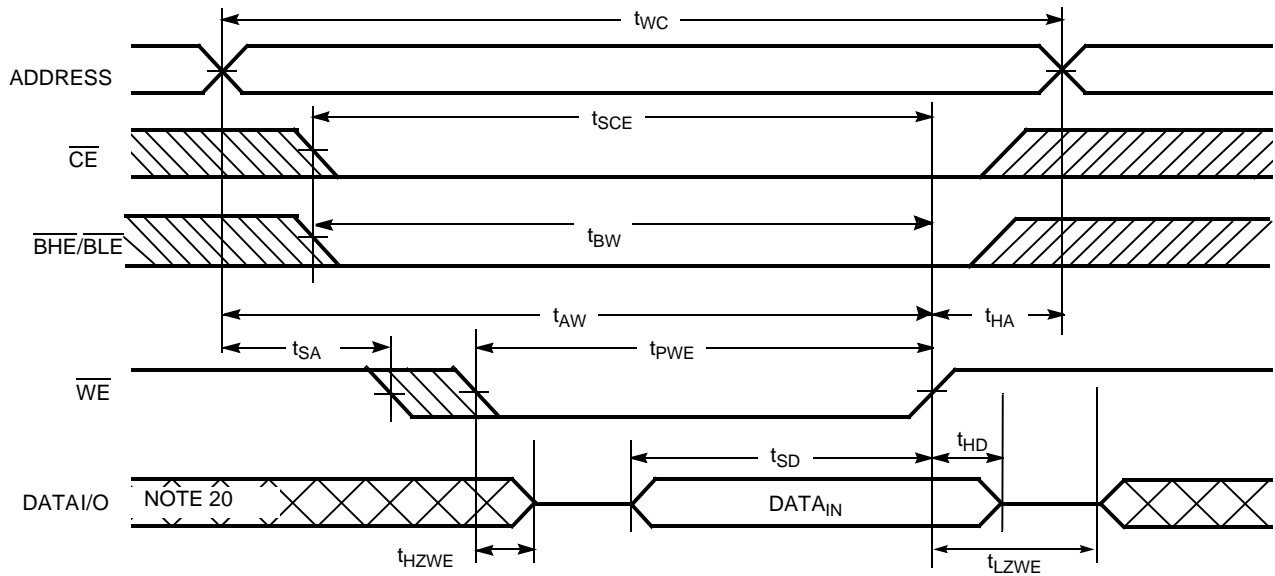 tWC
ADDRESS
tSCE
CE
tBW
BHE/BLE
tAW
tHA
tSA
tPWE
WE
tSD
tHD
DATAI/O
NOTE 20
DATAIN
tHZWE
tLZWE